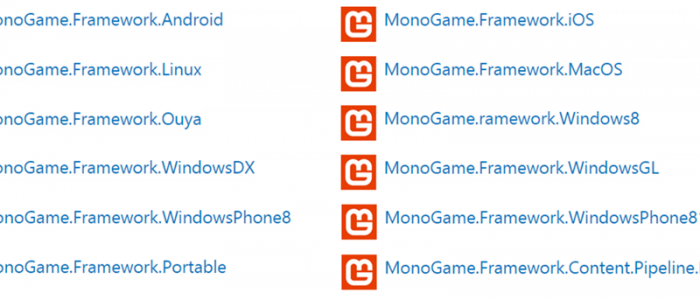 onoGame.Framework.Android
MonoGame.Framework.iOS
onoGame.Framework.Linux
MonoGame.Framework.MacOS
onoGame.Framework.Ouya
MonoGame.ramework.Windows8
onoGame.Framework.WindowsDX
MonoGame.Framework.WindowsGL
onoGame.Framework.WindowsPhone8
MonoGame.Framework.WindowsPhone8
onoGame.Framework.Portable
MonoGame.Framework.Content.Pipeline.